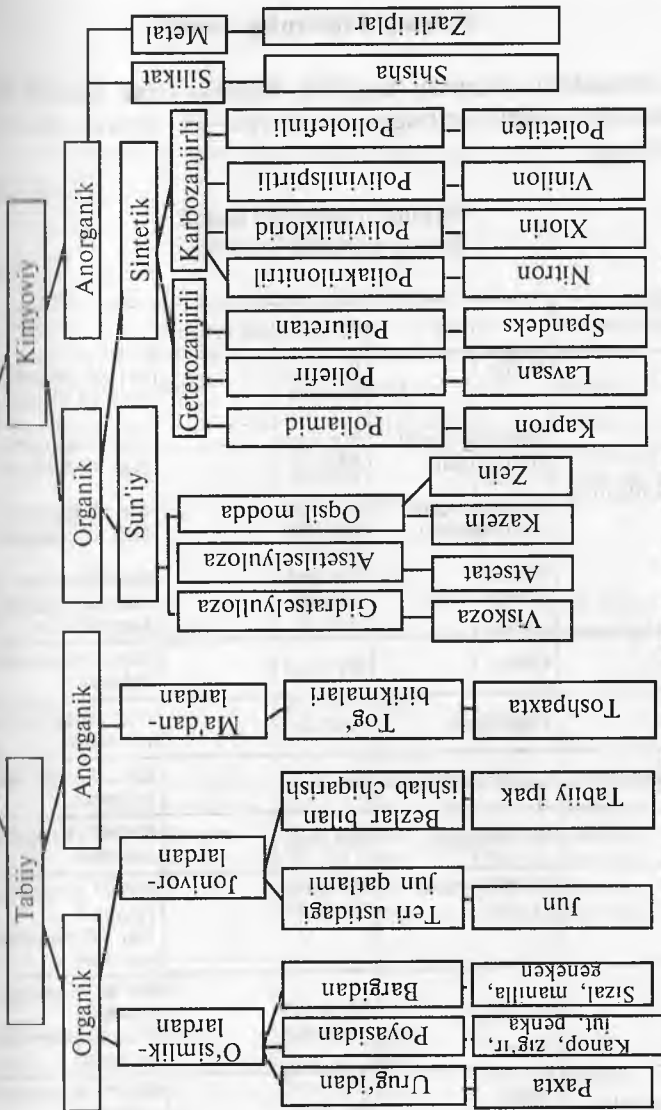 Tabiiy
Kimyoviy
Organik
Anorganik
Organik
Anorganik
O'simlik-
lardan
Jonivor-
lardan
Ma'dan-
lardan
Sun'iy
Sintetik
Silikat
Metal
Geterozanjirli
Karbozanjirli
Urug'idan
Poyasidan
Bargidan
Teri ustidagi
jun qatlami
Bezlar bilan
ishlab chiqarish
Tog'
birikmalari
Gidratselyulloza
Atsetilselyuloza
Oqsil modda
Poliamid
Poliefir
Poliuretan
Poliakrilonitril
Polivinilxlorid
Polivinilspirtli
Poliolefinli
Paxta
Kanop, zig'ir,
jut. penka
Sizal, manilla,
geneken
Jun
Tabiiy ipak
Toshpaxta
Viskoza
Atsetat
Kazein
Zein
Kapron
Lavsan
Spandeks
Nitron
Xlorin
Vinilon
Polietilen
Shisha
Zarli iplar